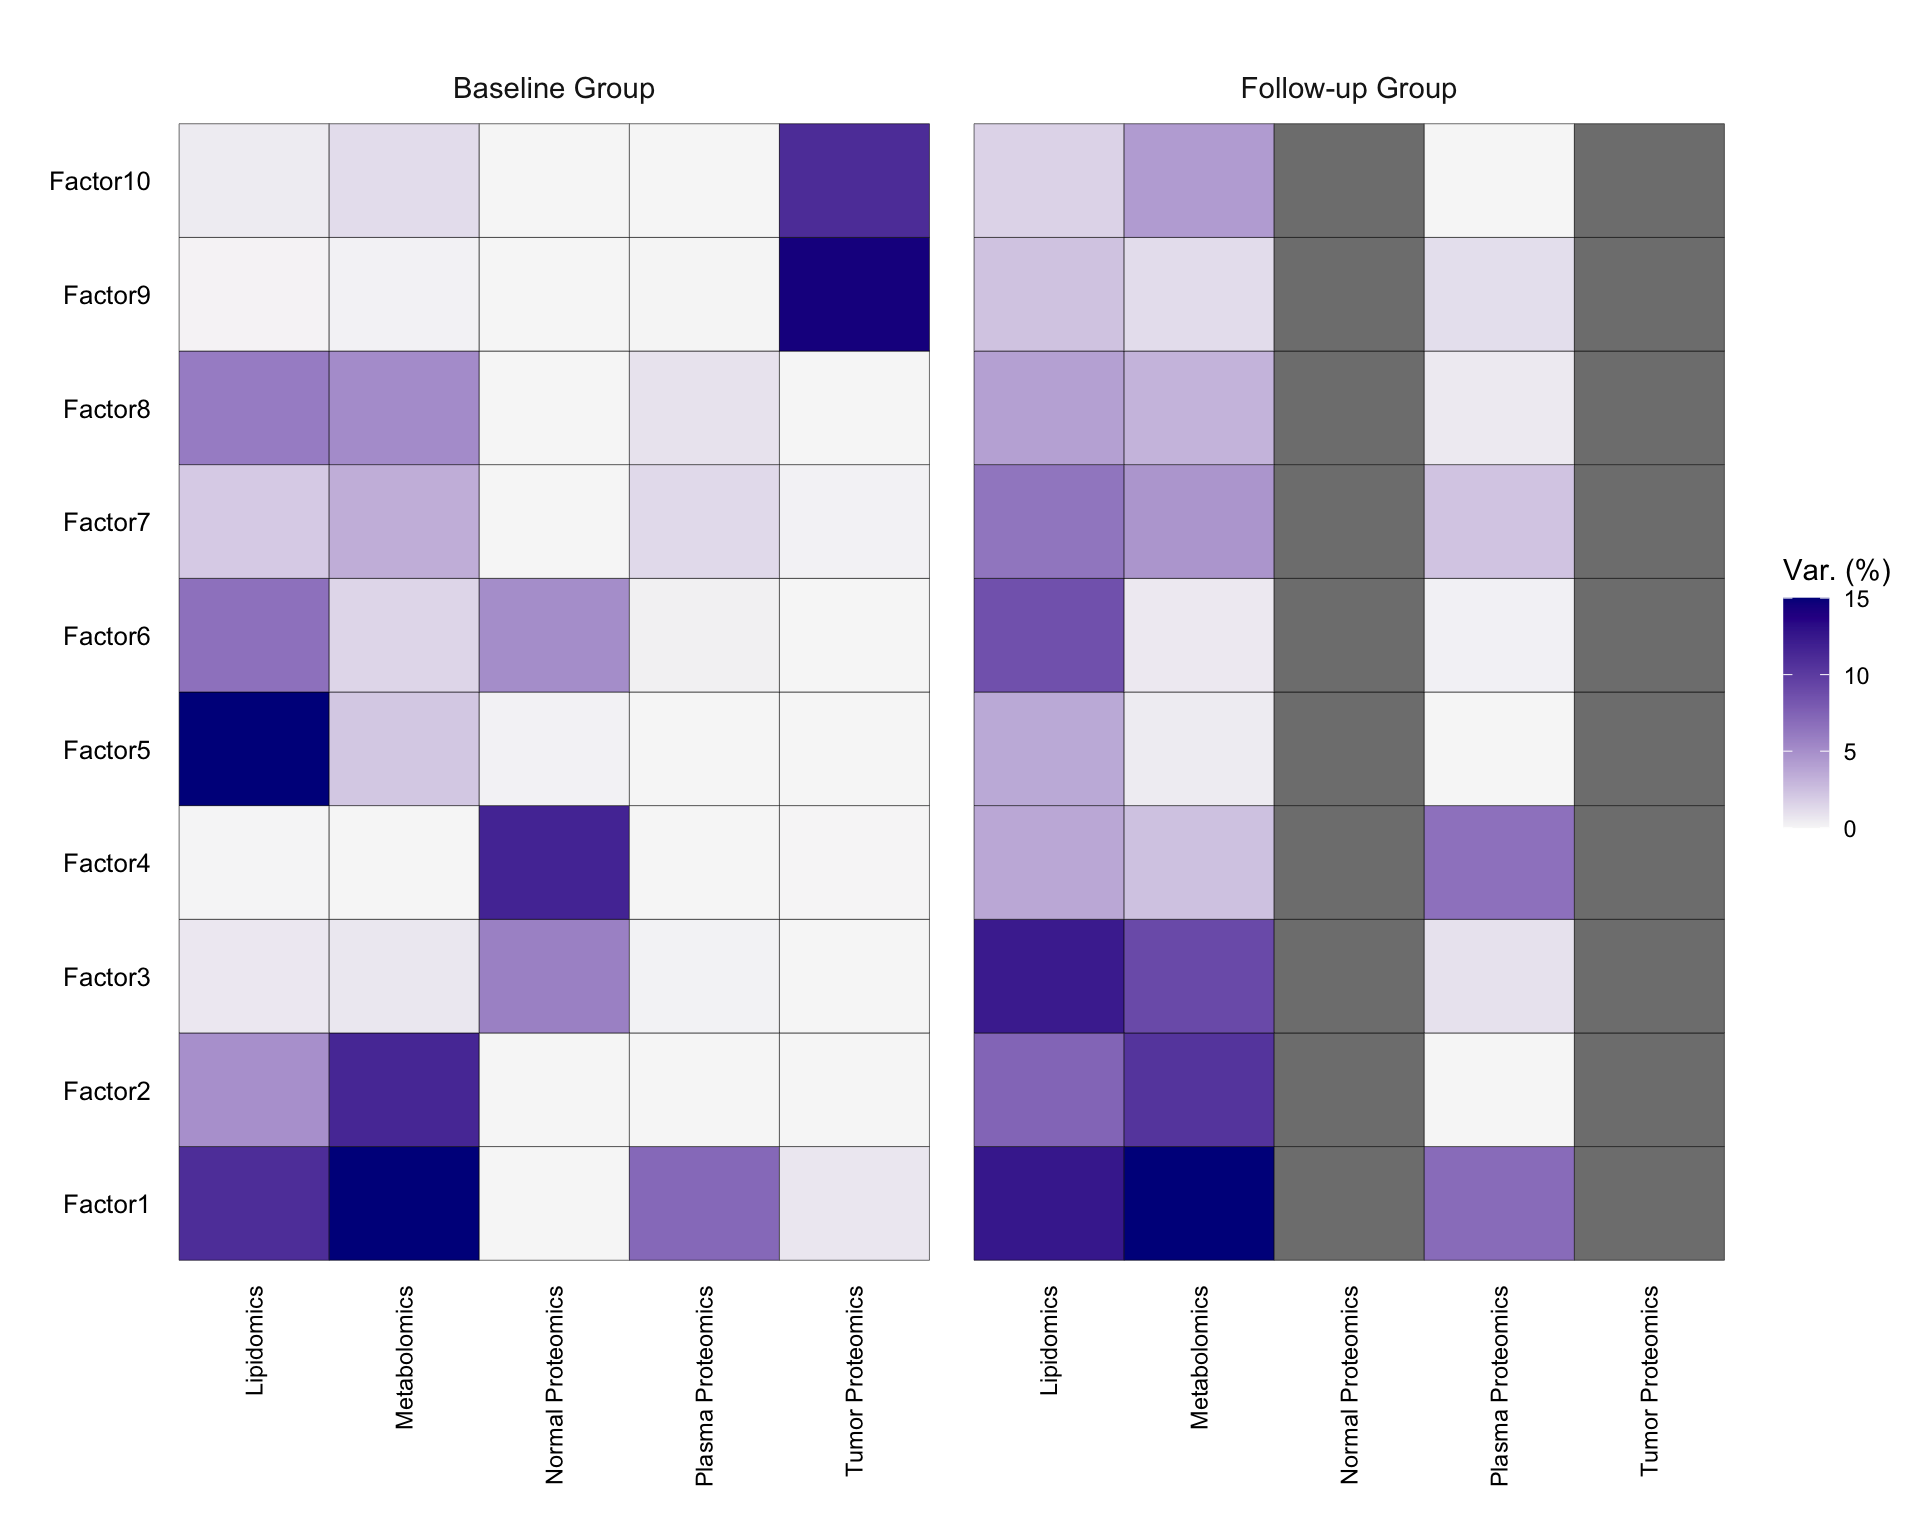 Baseline Group
Follow-up Group
Factor10
Factor9
Factor8
Factor7
Factor6
Factor5
Factor4
Factor3
Factor2
Factor1
Lipidomics
Metabolomics
Normal Proteomics
Plasma Proteomics
Tumor Proteomics
Lipidomics
Metabolomics
Normal Proteomics
Plasma Proteomics
Tumor Proteomics
Var. (%)
15
10
5
0